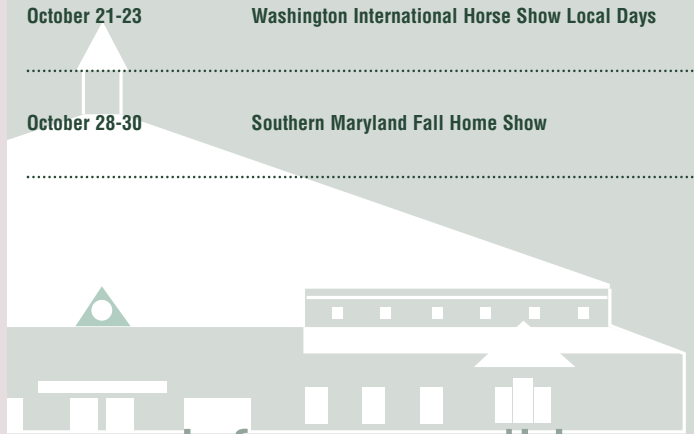 October 21-23 Washington International Horse Show Local Days
October 28-30 Southern Maryland Fall Home Show